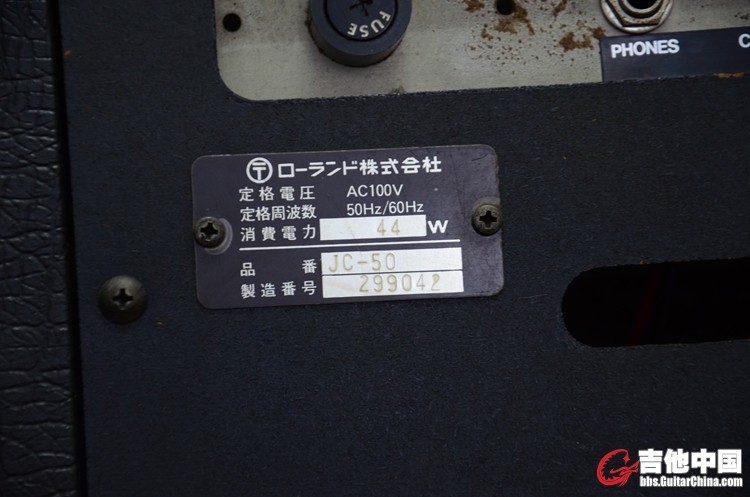 FUSE
PHONES
C
〒 ローランド株式会社
定格電圧 AC100V
定格周波数 50Hz/60Hz
消費電力 44 W
品番 JC-50
製造番号 299042
吉他中国
bbs.GuitarChina.com